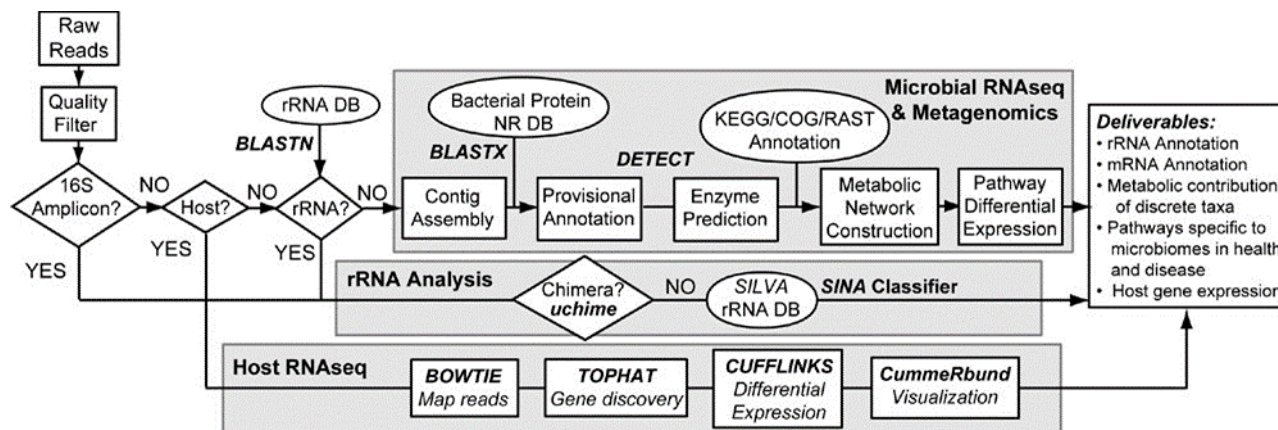 Raw
Reads
Quality
Filter
16S
Amplicon?
NO
YES
Host?
NO
YES
rRNA DB
BLASTN
rRNA?
NO
YES
Microbial RNAseq
& Metagenomics
Bacterial Protein
NR DB
BLASTX
DETECT
KEGG/COG/RAST
Annotation
Contig
Assembly
Provisional
Annotation
Enzyme
Prediction
Metabolic
Network
Construction
Pathway
Differential
Expression
rRNA Analysis
Chimera?
uchime
NO
SILVA
rRNA DB
SINA Classifier
Host RNAseq
BOWTIE
Map reads
TOPHAT
Gene discovery
CUFFLINKS
Differential
Expression
CummeRbund
Visualization
Deliverables:
• rRNA Annotation
• mRNA Annotation
• Metabolic contribution
of discrete taxa
• Pathways specific to
microbiomes in health
and disease
• Host gene expression